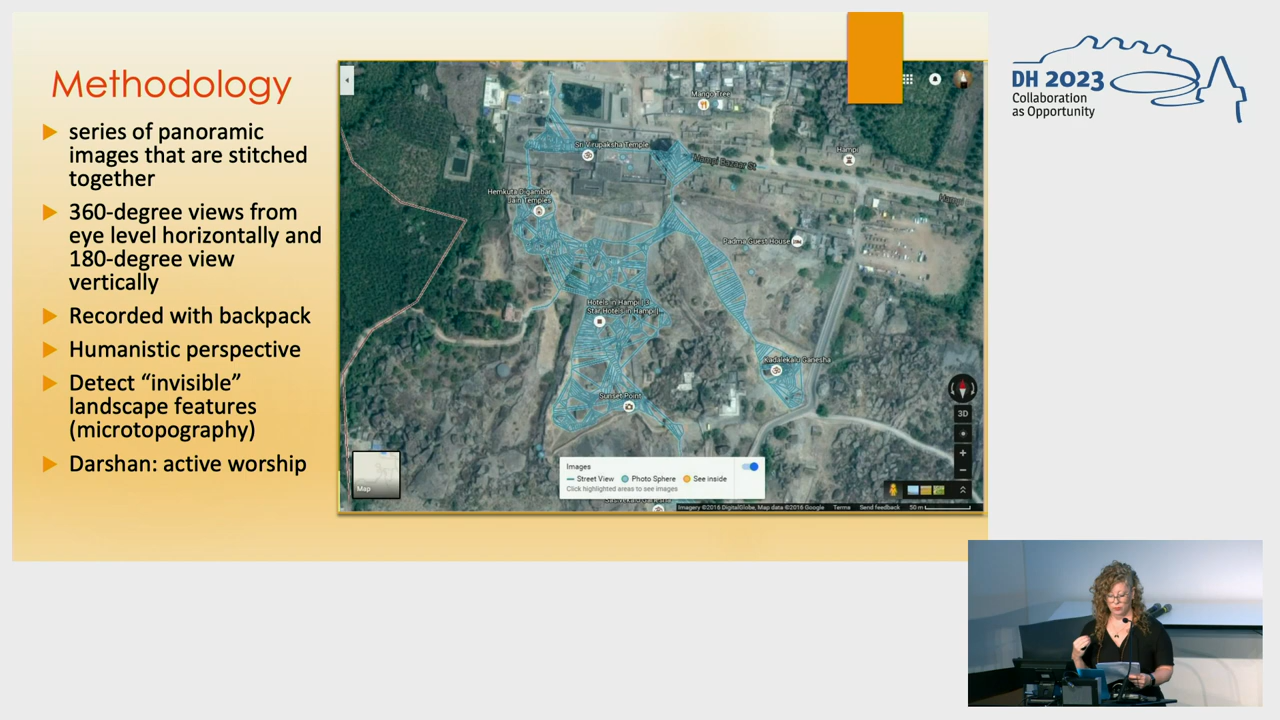 Methodology
series of panoramic
images that are stitched
together
360-degree views from
eye level horizontally and
180-degree view
vertically
Recorded with backpack
Humanistic perspective
Detect “invisible”
landscape features
(microtopography)
Darshan: active worship
Mango Tree
Sri Virupaksha Temple
Hampi Bazaar St
Hampi
Hemkuta Digambar
Jain Temples
Padma Guest House
Hotels in Hampi | 3
Star Hotels in Hampi |
Kadalekalu Ganesha
Sunset Point
3D
Map
Images
Street View Photo Sphere See inside
Click highlighted areas to see images
Imagery ©2016 DigitalGlobe, Map data ©2016 Google Terms Send feedback 50 m
DH 2023
Collaboration
as Opportunity